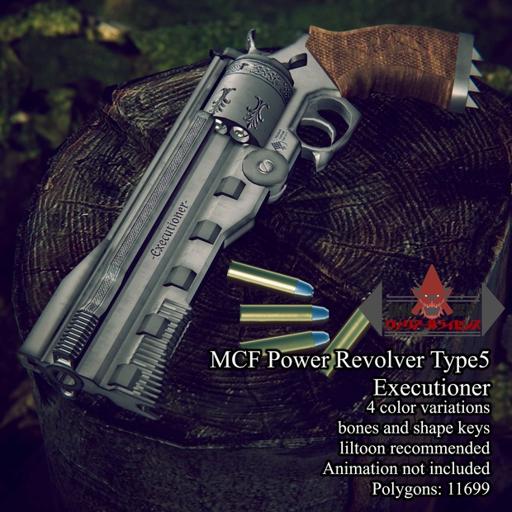 -Executioner-
MCF Power Revolver Type5
Executioner
4 color variations
bones and shape keys
liltoon recommended
Animation not included
Polygons: 11699